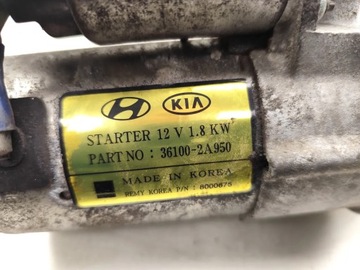 KIA
STARTER 12 V 1.8 KW
PART NO : 36100-2A950
MADE IN KOREA
REMY KOREA P/N : 8000675